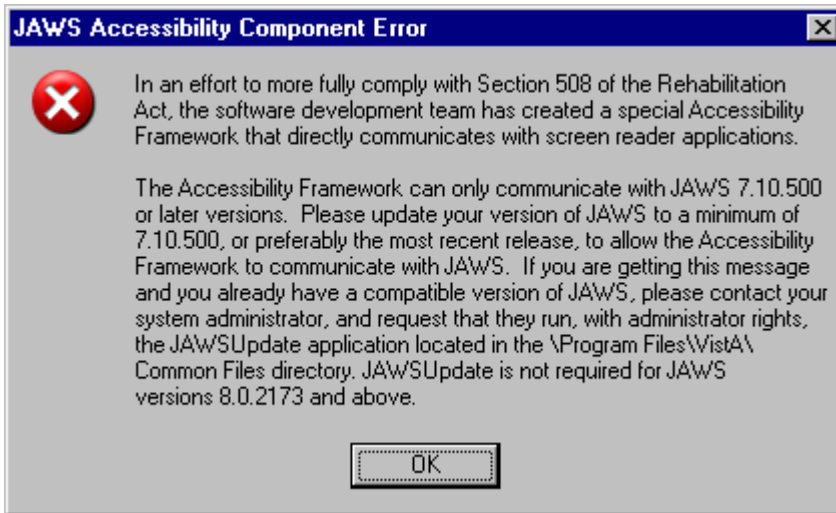 JAWS Accessibility Component Error
In an effort to more fully comply with Section 508 of the Rehabilitation
Act, the software development team has created a special Accessibility
Framework that directly communicates with screen reader applications.
The Accessibility Framework can only communicate with JAWS 7.10.500
or later versions.  Please update your version of JAWS to a minimum of
7.10.500, or preferably the most recent release, to allow the Accessibility
Framework to communicate with JAWS.  If you are getting this message
and you already have a compatible version of JAWS, please contact your
system administrator, and request that they run, with administrator rights,
the JAWSUpdate application located in the \Program Files\VistA\
Common Files directory. JAWSUpdate is not required for JAWS
versions 8.0.2173 and above.
OK